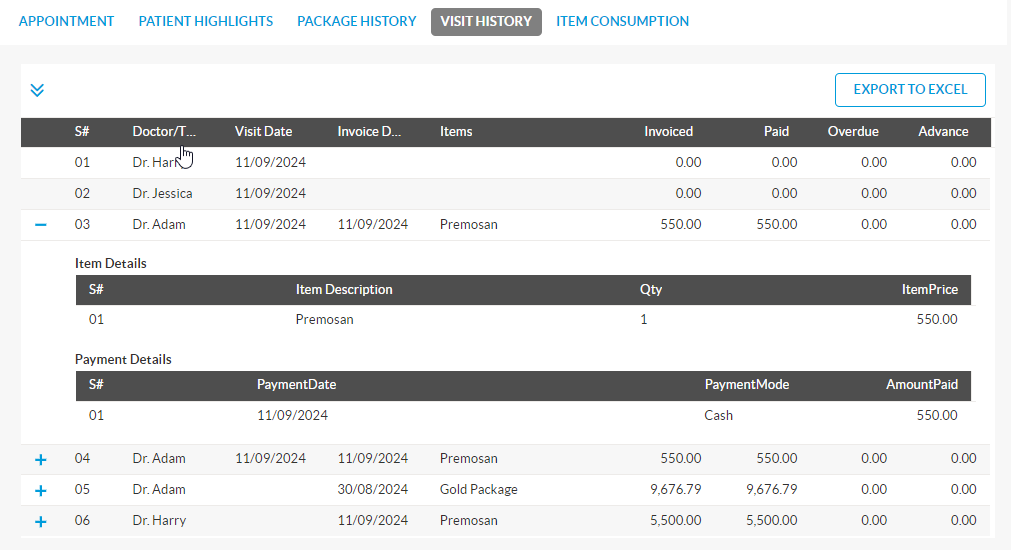 APPOINTMENT PATIENT HIGHLIGHTS PACKAGE HISTORY VISIT HISTORY ITEM CONSUMPTION
EXPORT TO EXCEL
S# Doctor/T... Visit Date Invoice D... Items Invoiced Paid Overdue Advance
01 Dr. Harry 11/09/2024 0.00 0.00 0.00 0.00
02 Dr. Jessica 11/09/2024 0.00 0.00 0.00 0.00
03 Dr. Adam 11/09/2024 11/09/2024 Premosan 550.00 550.00 0.00 0.00
Item Details
S# Item Description Qty ItemPrice
01 Premosan 1 550.00
Payment Details
S# PaymentDate PaymentMode AmountPaid
01 11/09/2024 Cash 550.00
04 Dr. Adam 11/09/2024 11/09/2024 Premosan 550.00 550.00 0.00 0.00
05 Dr. Adam 30/08/2024 Gold Package 9,676.79 9,676.79 0.00 0.00
06 Dr. Harry 11/09/2024 Premosan 5,500.00 5,500.00 0.00 0.00